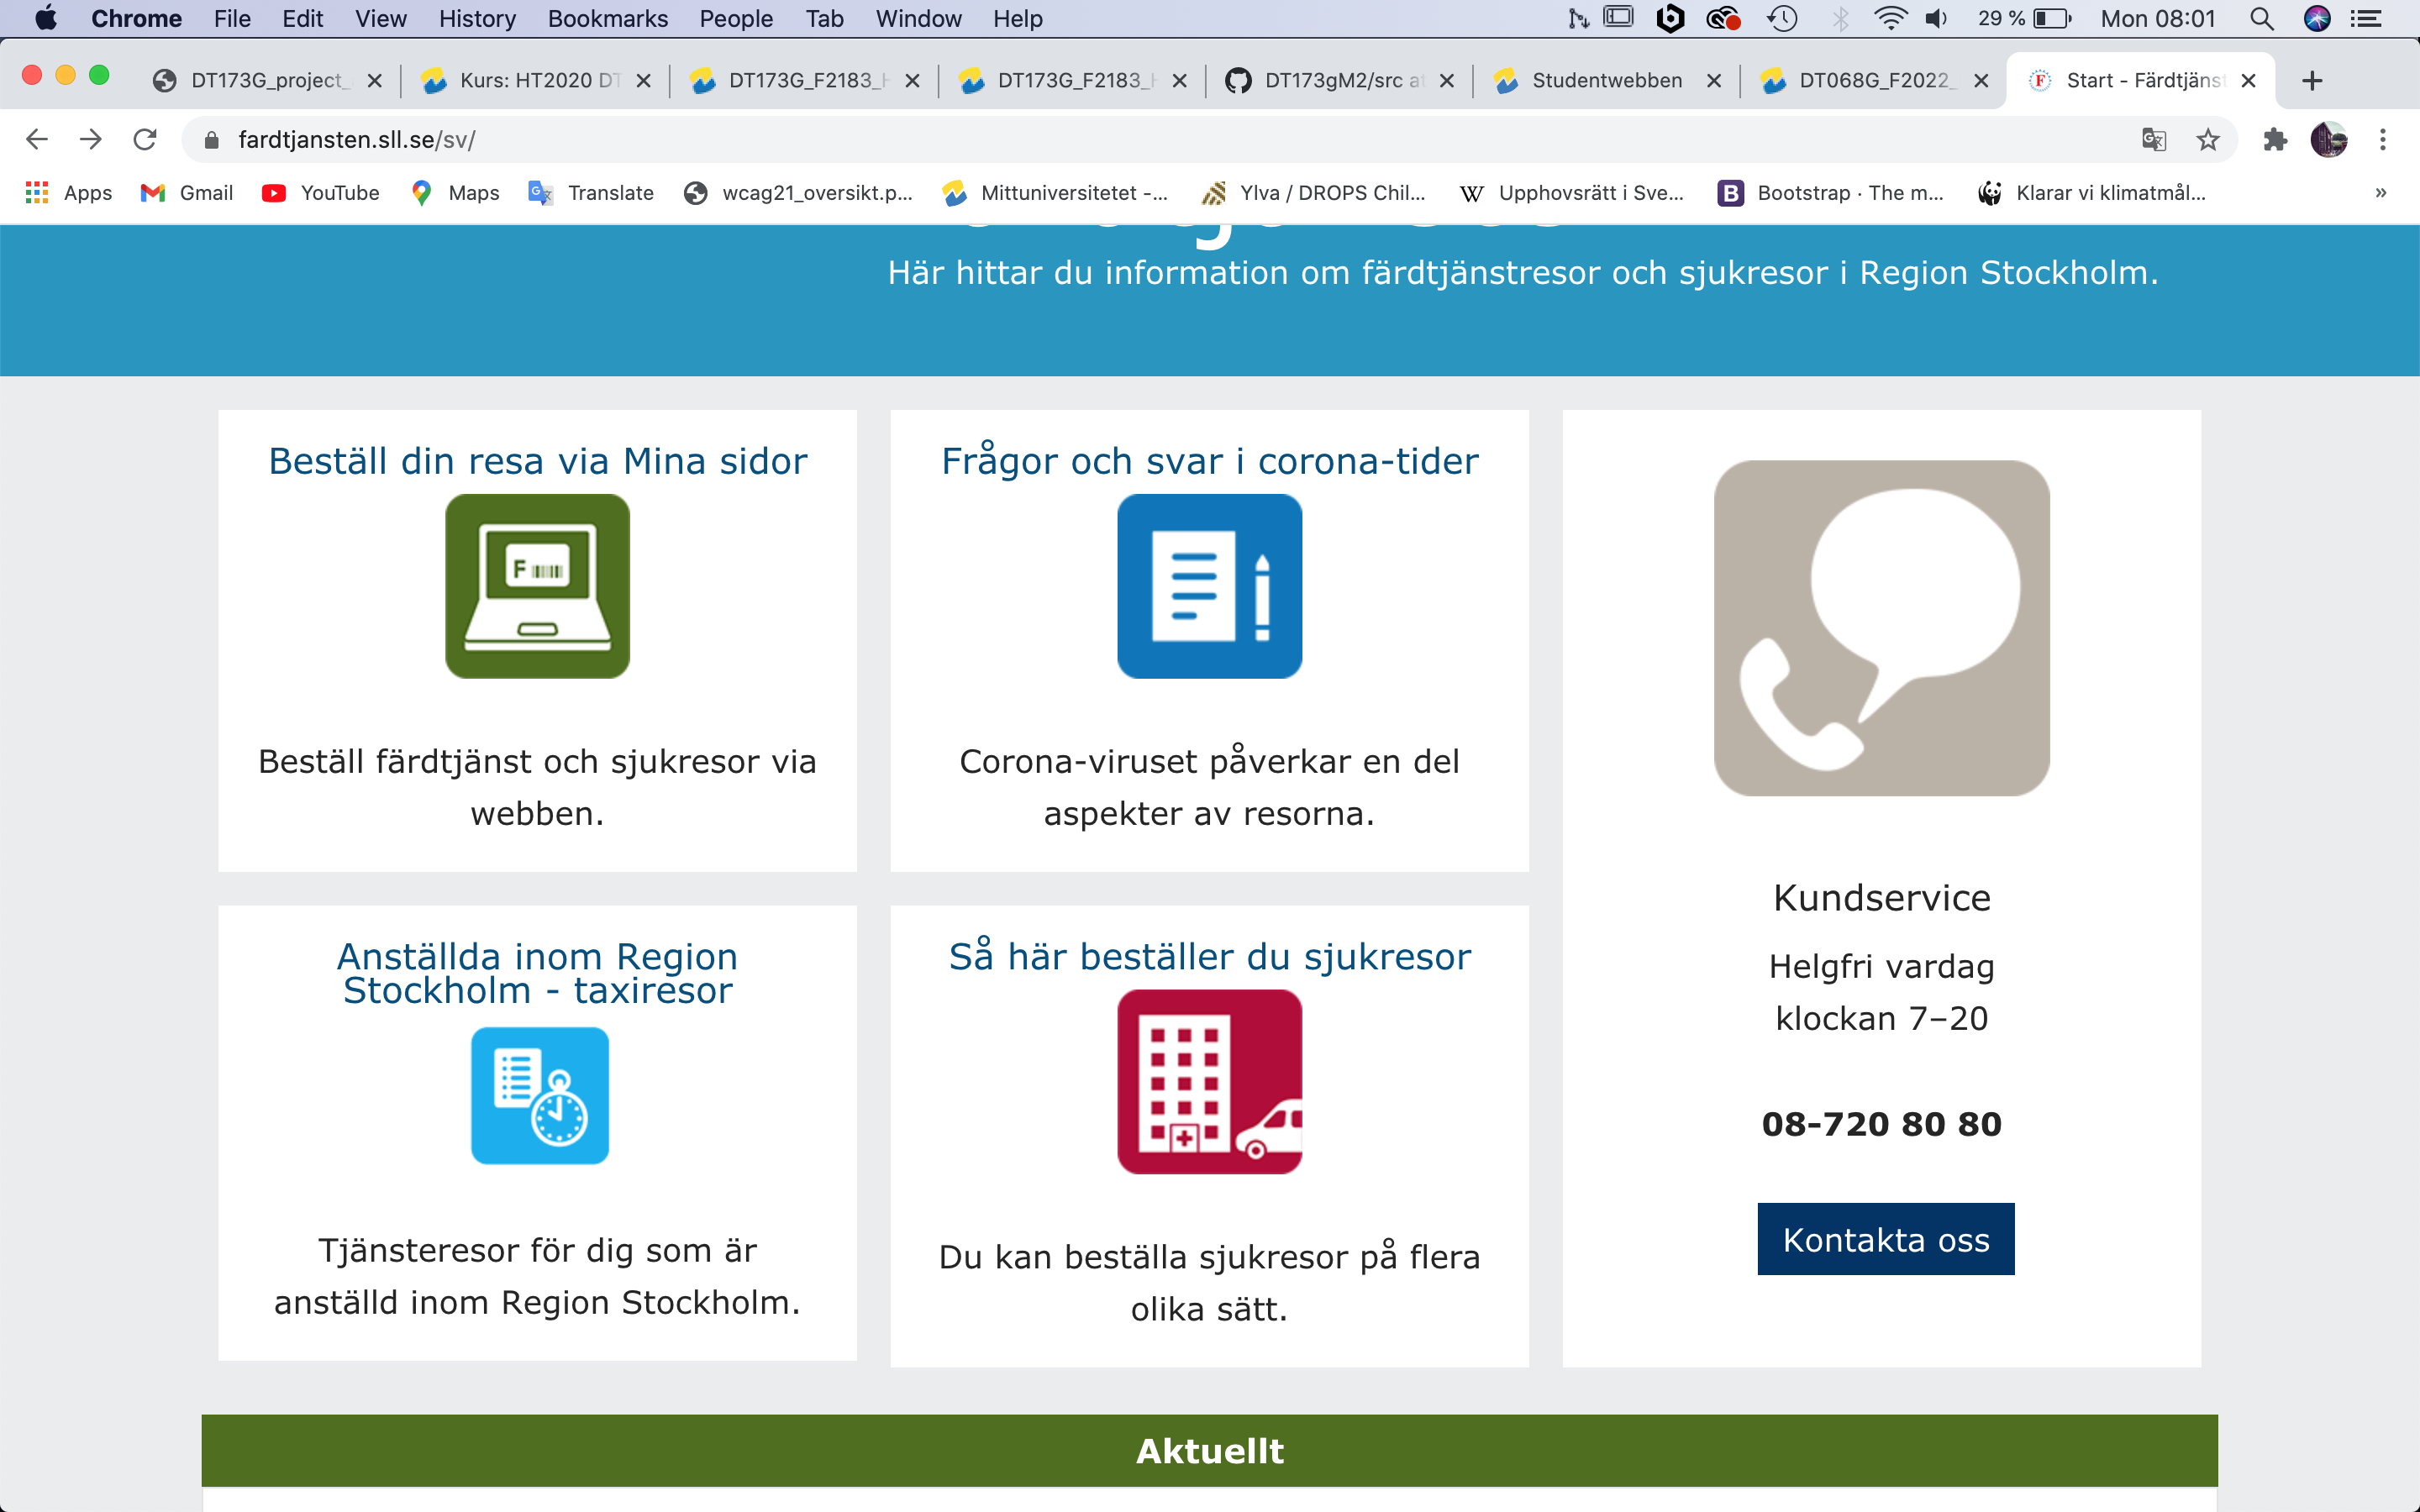 Chrome File Edit View History Bookmarks People Tab Window Help 29 % Mon 08:01
DT173G_project_ Kurs: HT2020 DT DT173G_F2183_H DT173G_F2183_H DT173gM2/src at Studentwebben DT068G_F2022_ Start - Färdtjänst
fardtjansten.sll.se/sv/
Apps Gmail YouTube Maps Translate wcag21_oversikt.p... Mittuniversitetet -... Ylva / DROPS Chil... W Upphovsrätt i Sve... B Bootstrap · The m... Klarar vi klimatmål... »
Här hittar du information om färdtjänstresor och sjukresor i Region Stockholm.
Beställ din resa via Mina sidor
F
Beställ färdtjänst och sjukresor via
webben.
Frågor och svar i corona-tider
Corona-viruset påverkar en del
aspekter av resorna.
Anställda inom Region
Stockholm - taxiresor
Tjänsteresor för dig som är
anställd inom Region Stockholm.
Så här beställer du sjukresor
Du kan beställa sjukresor på flera
olika sätt.
Kundservice
Helgfri vardag
klockan 7–20
08-720 80 80
Kontakta oss
Aktuellt